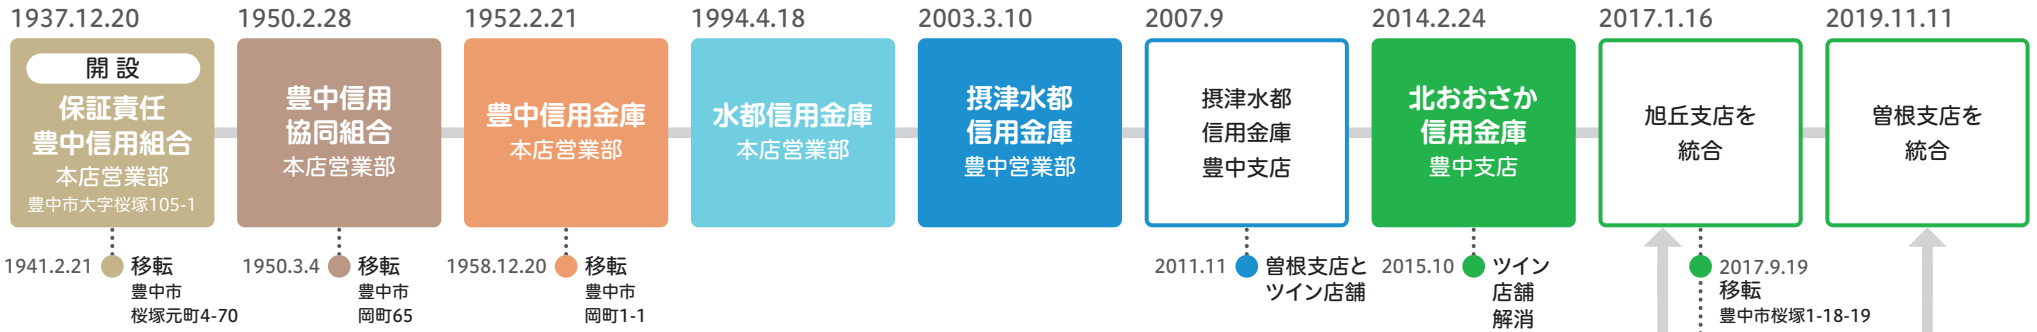 1937.12.20
開設
保証責任
豊中信用組合
本店営業部
豊中市大字桜塚105-1
1941.2.21
移転
豊中市
桜塚元町4-70
1950.2.28
豊中信用
協同組合
本店営業部
1950.3.4
移転
豊中市
岡町65
1952.2.21
豊中信用金庫
本店営業部
1958.12.20
移転
豊中市
岡町1-1
1994.4.18
水都信用金庫
本店営業部
2003.3.10
摂津水都
信用金庫
豊中営業部
2007.9
摂津水都
信用金庫
豊中支店
2011.11
曽根支店と
ツイン店舗
2014.2.24
北おおさか
信用金庫
豊中支店
2015.10
ツイン
店舗
解消
2017.1.16
旭丘支店を
統合
2017.9.19
移転
豊中市桜塚1-18-19
2019.11.11
曽根支店を
統合